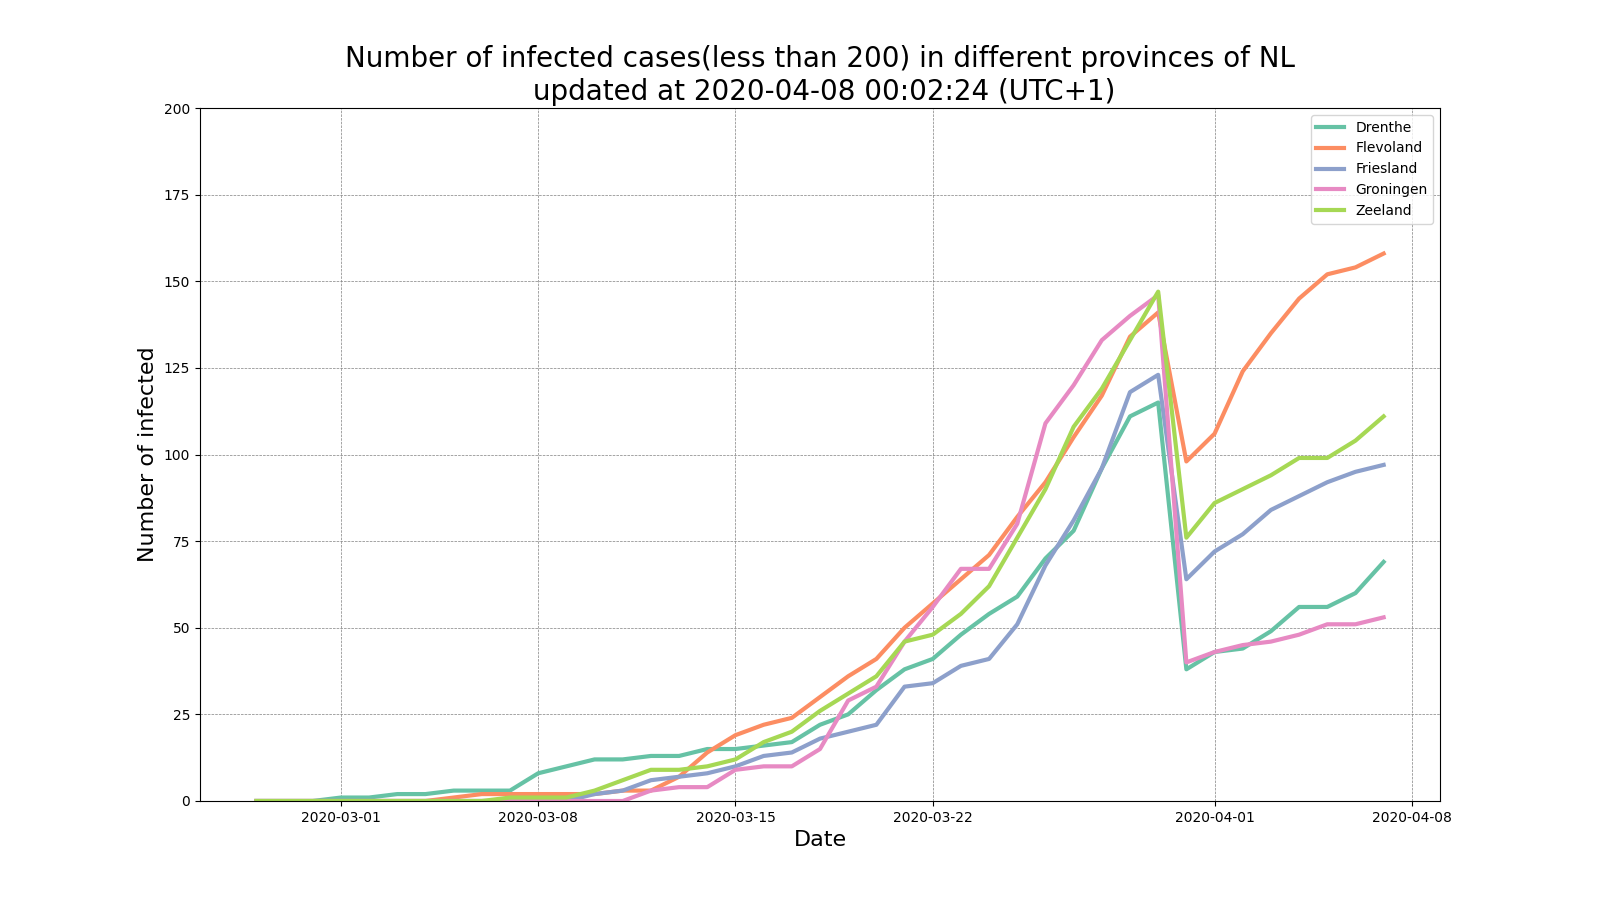 Number of infected cases(less than 200) in different provinces of NL
updated at 2020-04-08 00:02:24 (UTC+1)
200
175
150
125
100
75
50
25
0
Number of infected
Drenthe
Flevoland
Friesland
Groningen
Zeeland
2020-03-01
2020-03-08
2020-03-15
2020-03-22
2020-04-01
2020-04-08
Date